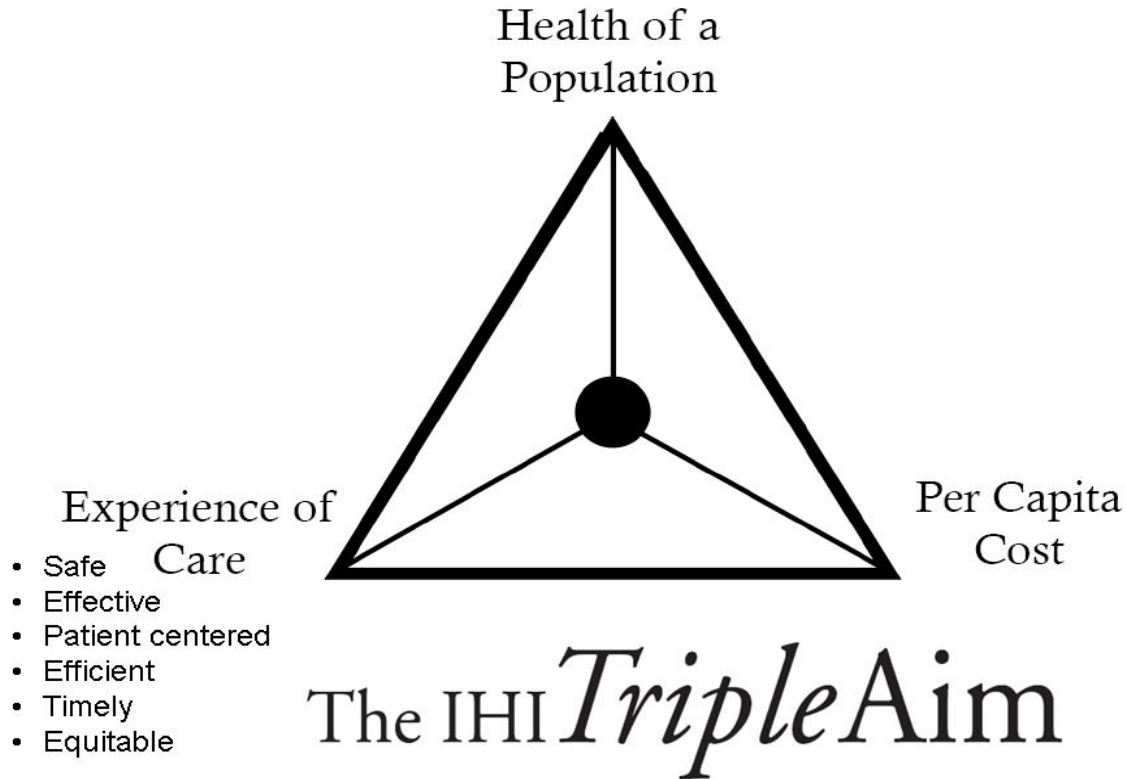 Health of a
Population
Experience of
Care
• Safe
• Effective
• Patient centered
• Efficient
• Timely
• Equitable
Per Capita
Cost
The IHI Triple Aim